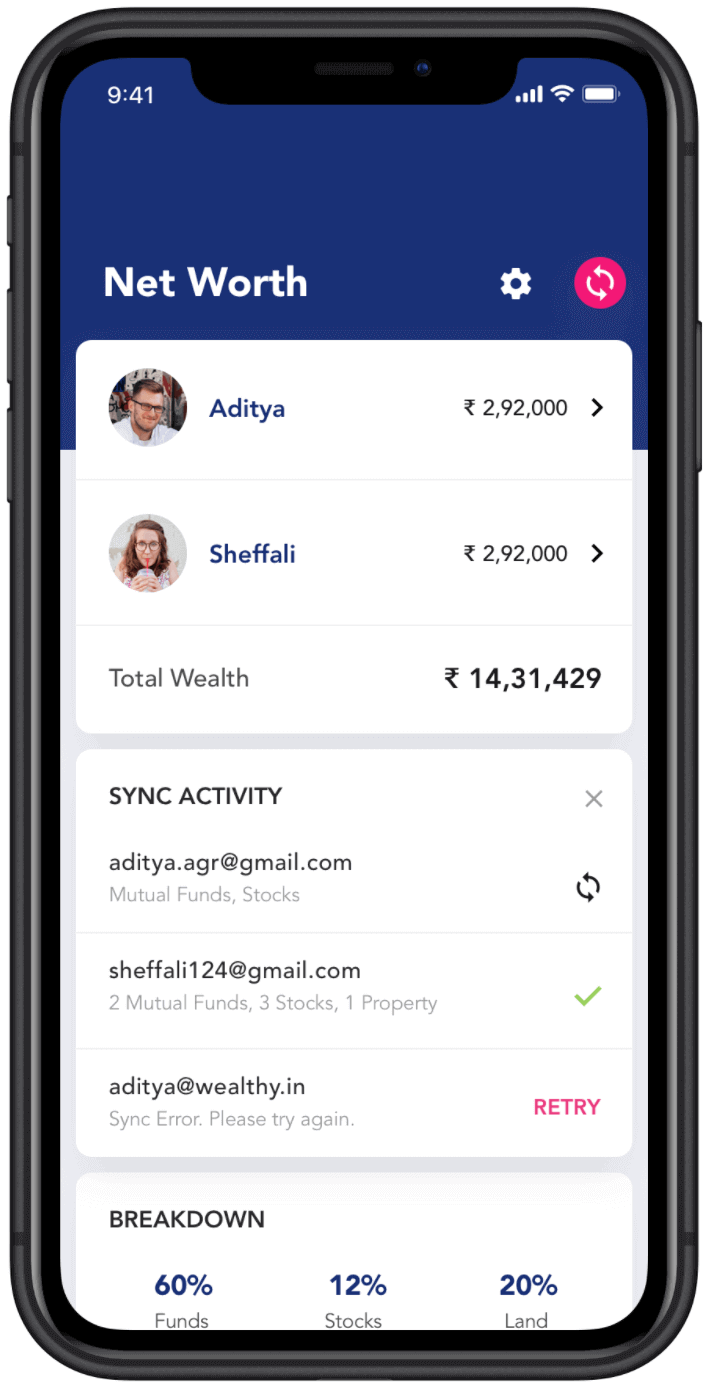 9:41
Net Worth
Aditya ₹ 2,92,000
Sheffali ₹ 2,92,000
Total Wealth ₹ 14,31,429
SYNC ACTIVITY
aditya.agr@gmail.com
Mutual Funds, Stocks
sheffali124@gmail.com
2 Mutual Funds, 3 Stocks, 1 Property
aditya@wealthy.in
Sync Error. Please try again.
RETRY
BREAKDOWN
60% 12% 20%
Funds Stocks Land